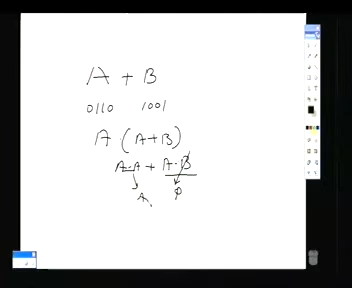 A + B
0110 1001
A · (A+B)
A·A + A·B
A φ